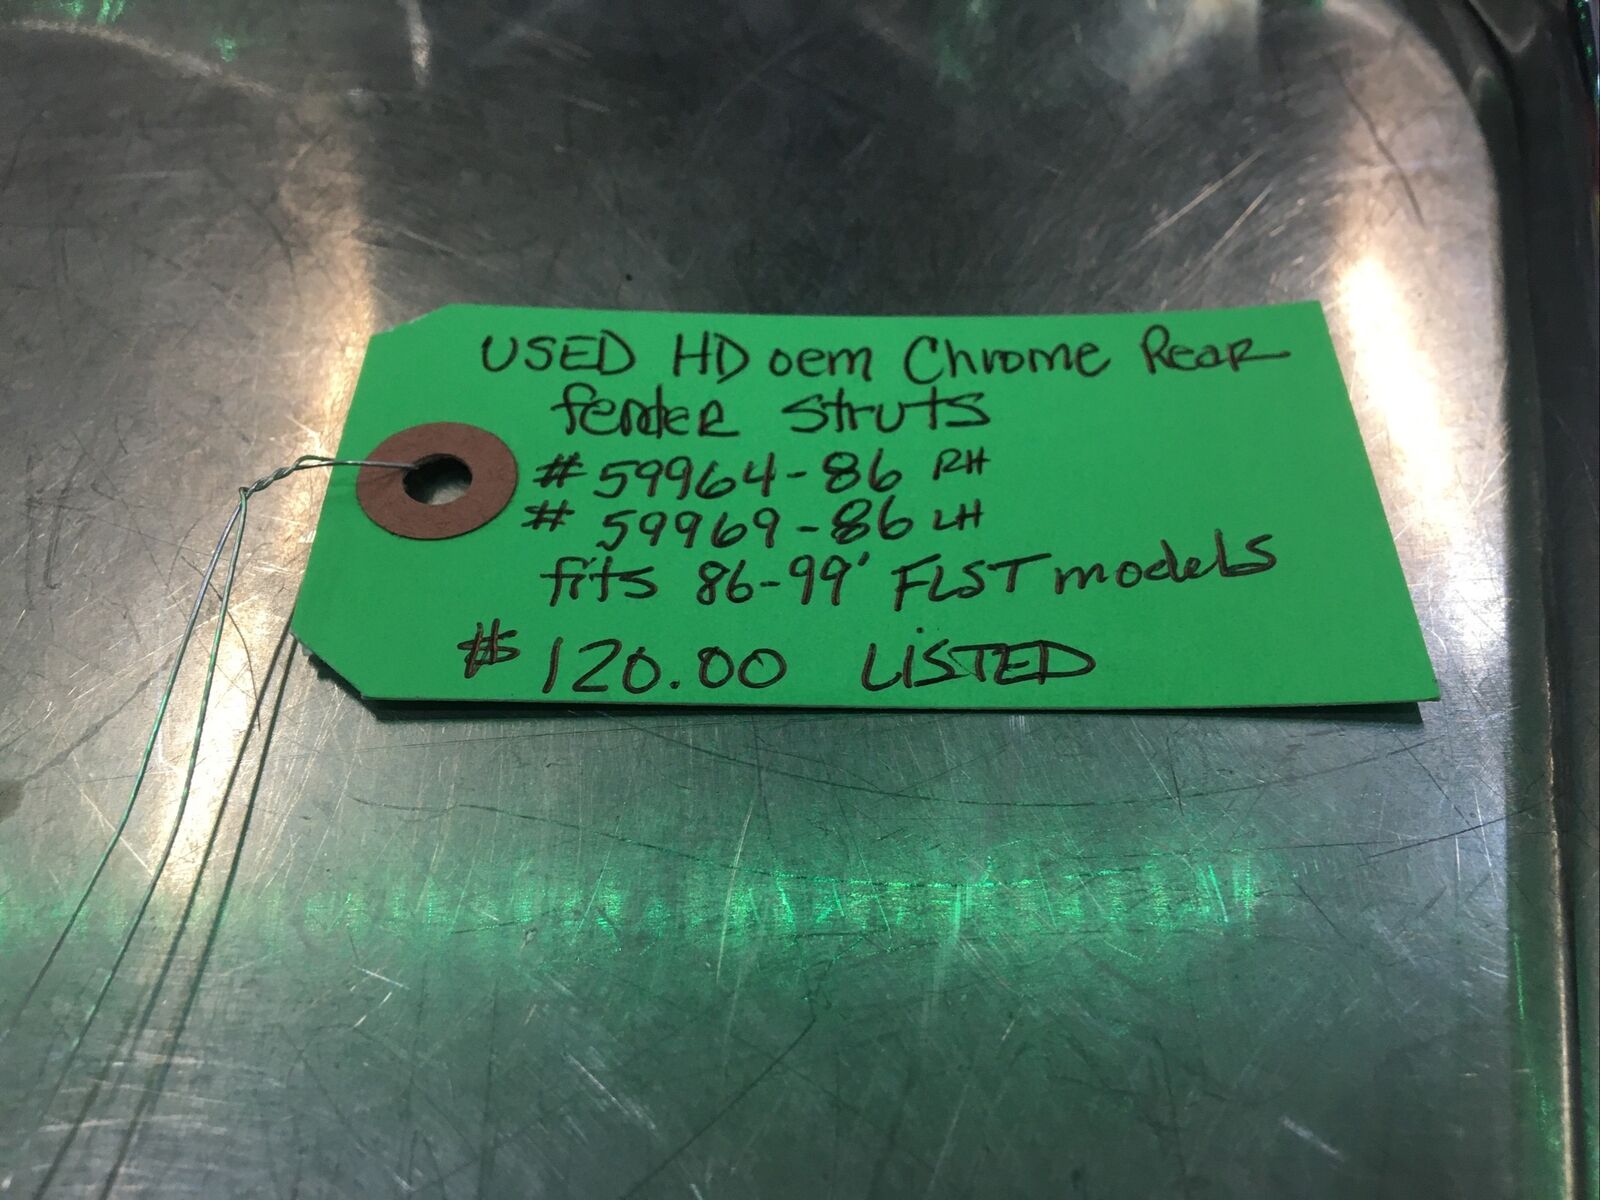 USED HD oem Chrome Rear
fender struts
# 59964-86 RH
# 59969-86 LH
fits 86-99' FLST models
$ 120.00 LiSTED